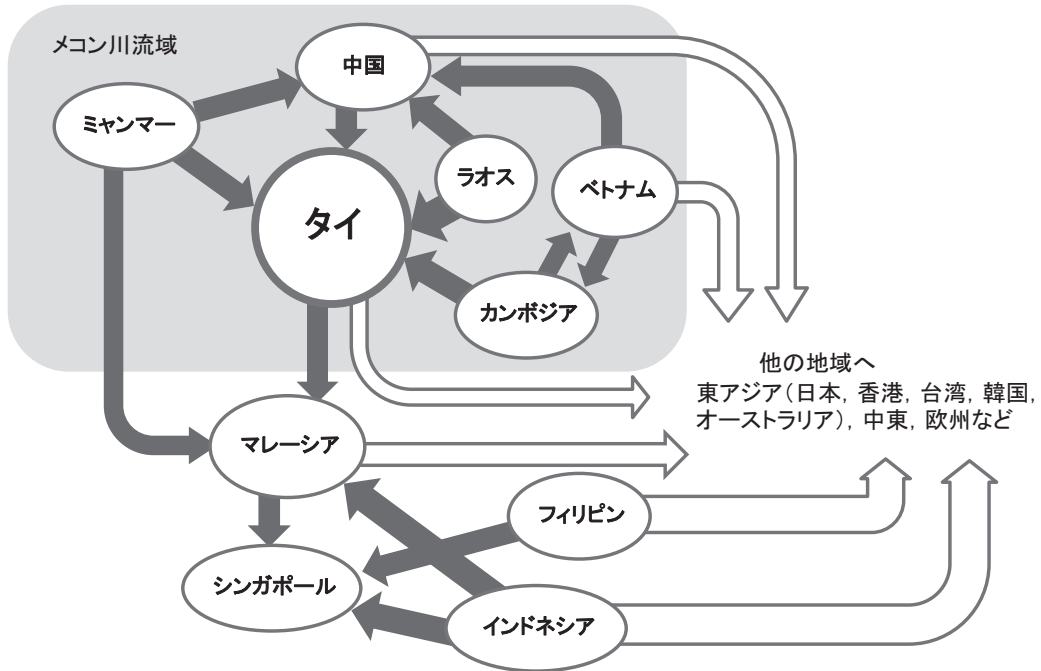 メコン川流域
中国
ミャンマー
ラオス
ベトナム
タイ
カンボジア
他の地域へ
東アジア(日本, 香港, 台湾, 韓国,
オーストラリア), 中東, 欧州など
マレーシア
フィリピン
シンガポール
インドネシア